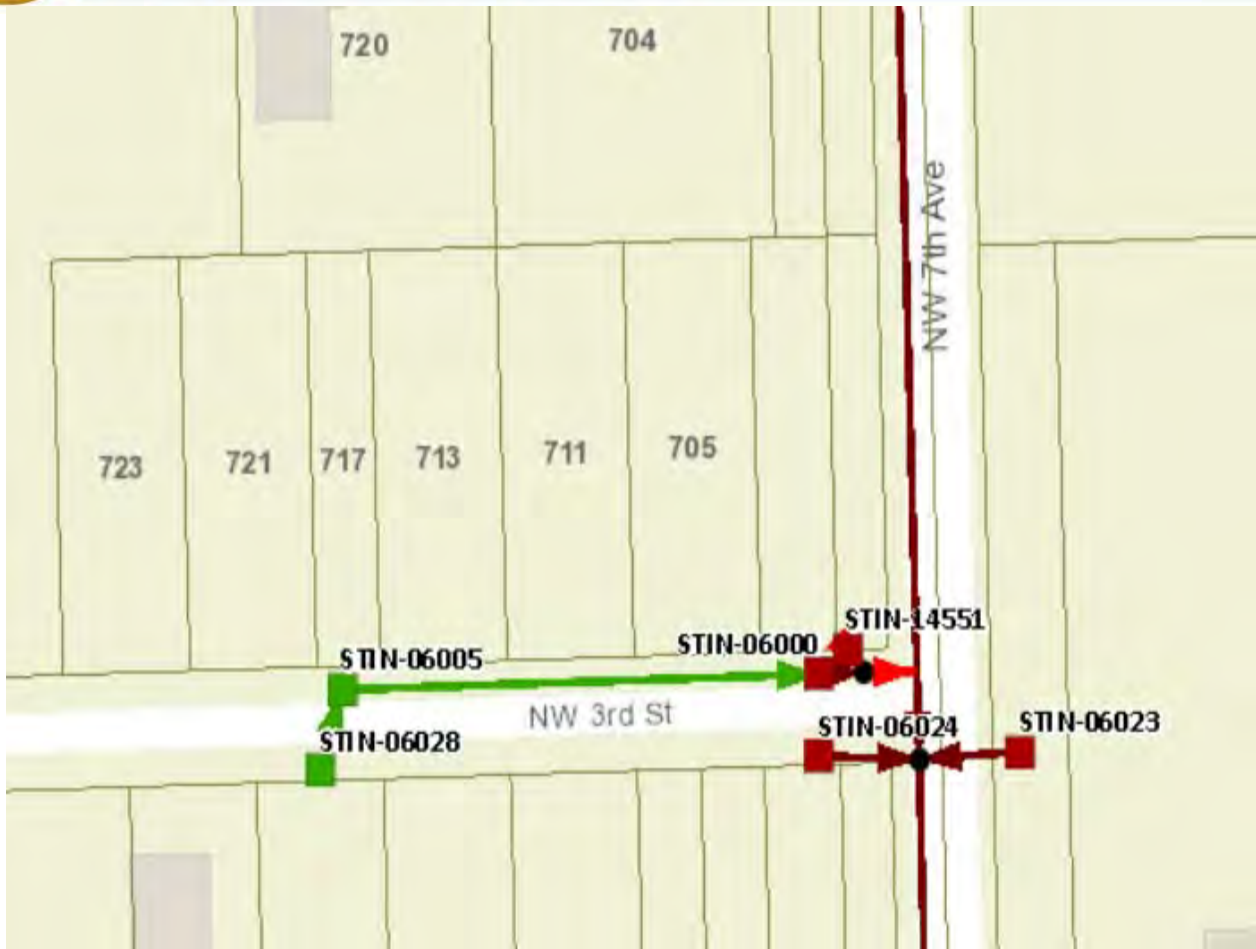 720
704
NW 7th Ave
723
721
717
713
711
705
STIN-14551
STIN-06000
STIN-06005
NW 3rd St
STIN-06024
STIN-06023
STIN-06028